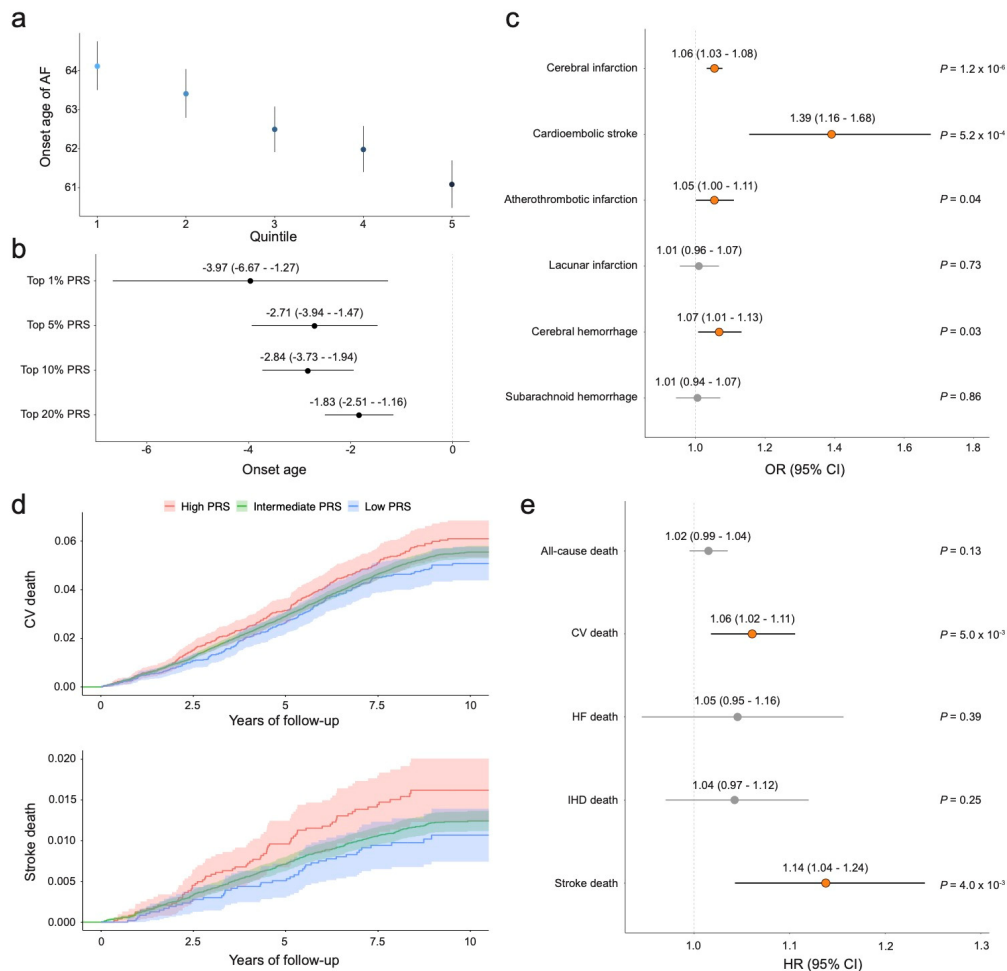 a
Onset age of AF
64
63
62
61
1 2 3 4 5
Quintile
b
Top 1% PRS
-3.97 (-6.67 - -1.27)
Top 5% PRS
-2.71 (-3.94 - -1.47)
Top 10% PRS
-2.84 (-3.73 - -1.94)
Top 20% PRS
-1.83 (-2.51 - -1.16)
-6 -4 -2 0
Onset age
c
Cerebral infarction
1.06 (1.03 - 1.08)
P = 1.2 x 10⁻⁶
Cardioembolic stroke
1.39 (1.16 - 1.68)
P = 5.2 x 10⁻⁴
Atherothrombotic infarction
1.05 (1.00 - 1.11)
P = 0.04
Lacunar infarction
1.01 (0.96 - 1.07)
P = 0.73
Cerebral hemorrhage
1.07 (1.01 - 1.13)
P = 0.03
Subarachnoid hemorrhage
1.01 (0.94 - 1.07)
P = 0.86
1.0 1.2 1.4 1.6 1.8
OR (95% CI)
d
High PRS Intermediate PRS Low PRS
CV death
0.06
0.04
0.02
0.00
0 2.5 5 7.5 10
Years of follow-up
Stroke death
0.020
0.015
0.010
0.005
0.000
0 2.5 5 7.5 10
Years of follow-up
e
All-cause death
1.02 (0.99 - 1.04)
P = 0.13
CV death
1.06 (1.02 - 1.11)
P = 5.0 x 10⁻³
HF death
1.05 (0.95 - 1.16)
P = 0.39
IHD death
1.04 (0.97 - 1.12)
P = 0.25
Stroke death
1.14 (1.04 - 1.24)
P = 4.0 x 10⁻³
1.0 1.1 1.2 1.3
HR (95% CI)